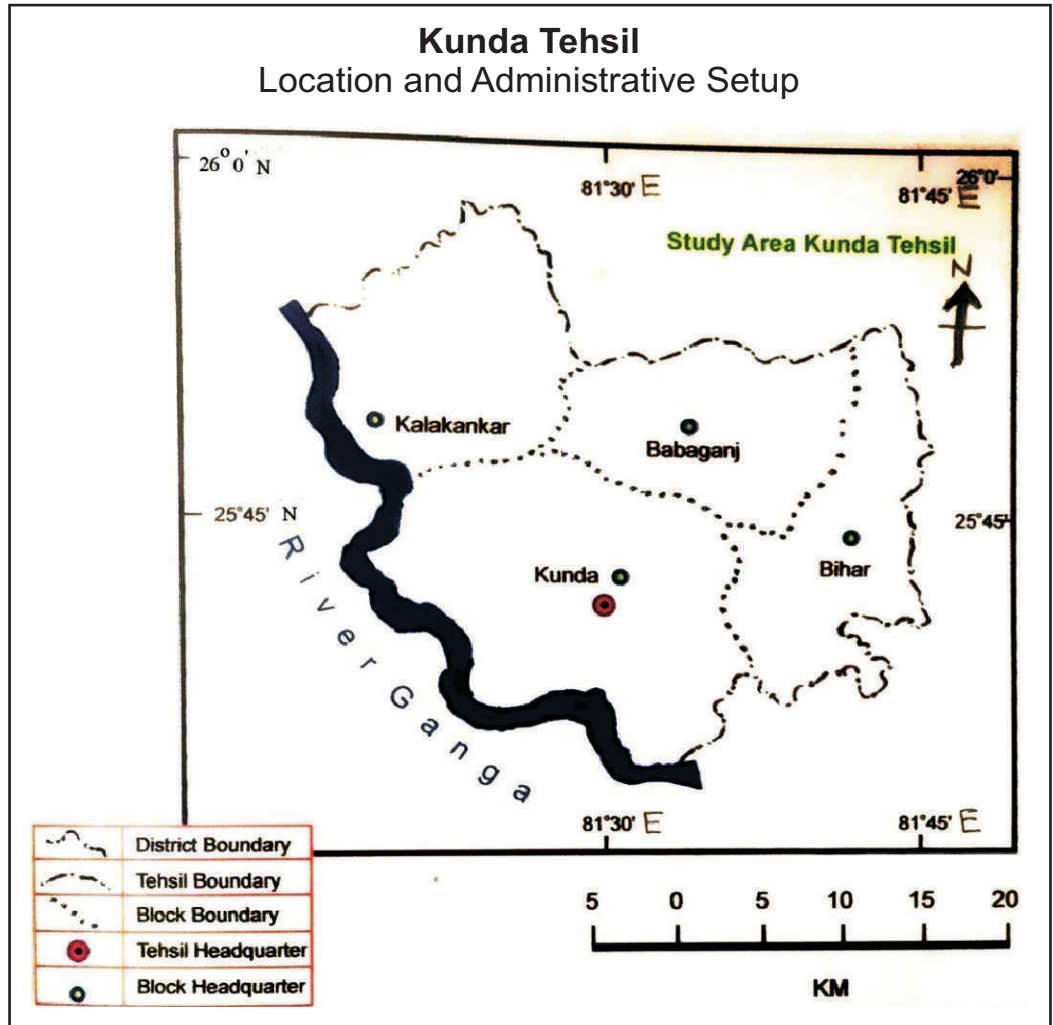 Kunda Tehsil
Location and Administrative Setup
26° 0' N
81°30' E
81°45' E
26°0'
Study Area Kunda Tehsil
N
Kalakankar
Babaganj
25°45' N
25°45'
Kunda
Bihar
River Ganga
81°30' E
81°45' E
District Boundary
Tehsil Boundary
Block Boundary
Tehsil Headquarter
Block Headquarter
5 0 5 10 15 20
KM